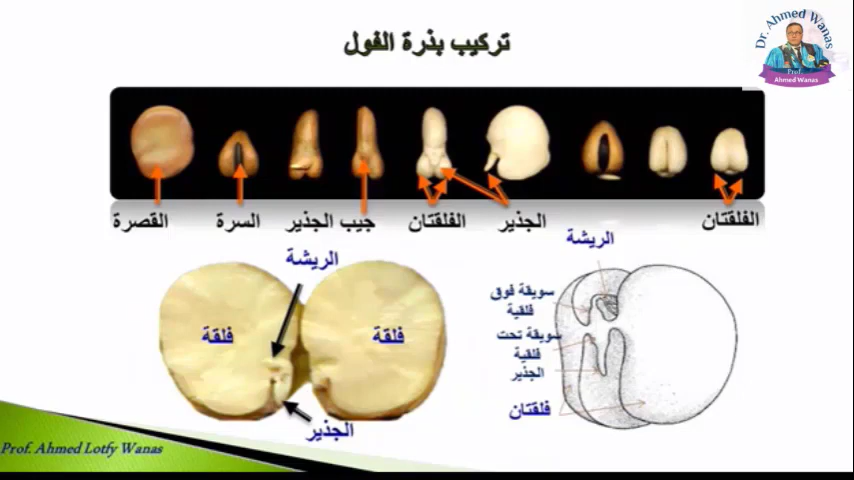 تركيب بذرة الفول
Dr. Ahmed Wanas
Prof.
Ahmed Wanas
القصرة
السرة
جيب الجذير
الفلقتان
الجذير
الفلقتان
الريشة
الريشة
سويقة فوق
فلقية
سويقة تحت
فلقية
الجذير
فلقتان
فلقة
فلقة
الجذير
Prof. Ahmed Lotfy Wanas